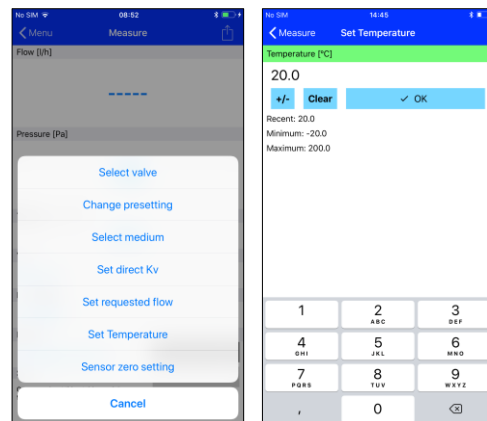 No SIM 08:52
Menu Measure
Flow [l/h]
-----
Pressure [Pa]
Select valve
Change presetting
Select medium
Set direct Kv
Set requested flow
Set Temperature
Sensor zero setting
Cancel
No SIM 14:45
Measure Set Temperature
Temperature [°C]
20.0
+/- Clear ✓ OK
Recent: 20.0
Minimum: -20.0
Maximum: 200.0
1 2 3
ABC DEF
4 5 6
GHI JKL MNO
7 8 9
PQRS TUV WXYZ
, 0